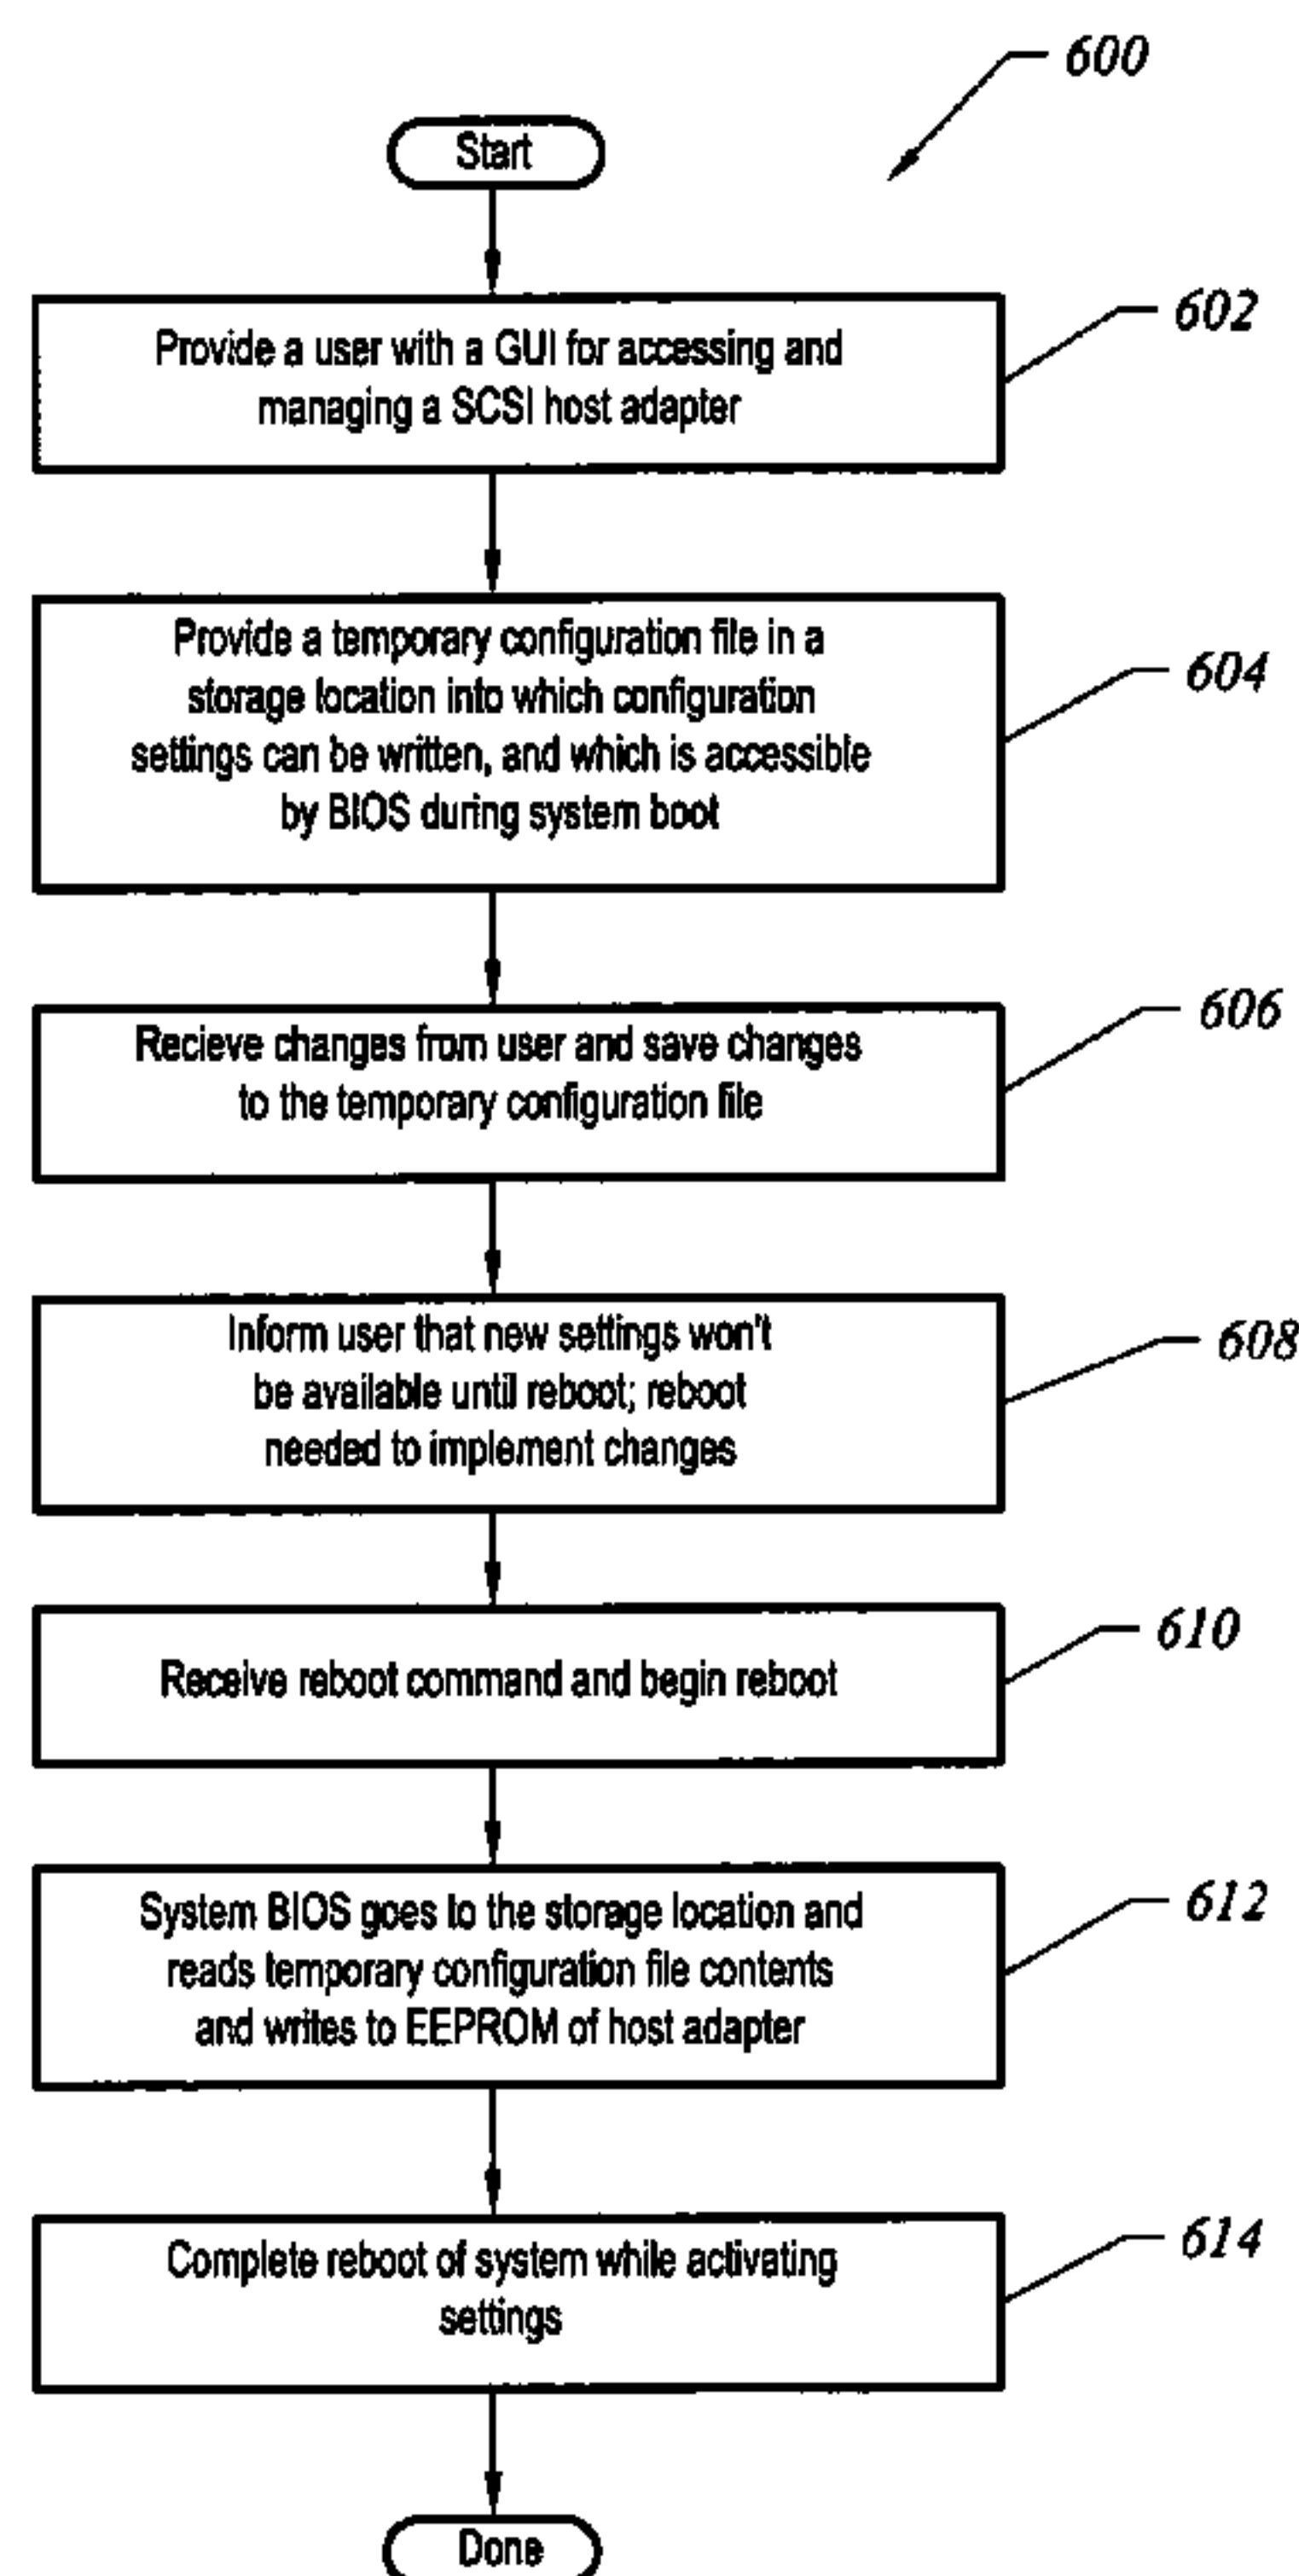 600
Start
602
Provide a user with a GUI for accessing and
managing a SCSI host adapter
604
Provide a temporary configuration file in a
storage location into which configuration
settings can be written, and which is accessible
by BIOS during system boot
606
Recieve changes from user and save changes
to the temporary configuration file
608
Inform user that new settings won't
be available until reboot; reboot
needed to implement changes
610
Receive reboot command and begin reboot
612
System BIOS goes to the storage location and
reads temporary configuration file contents
and writes to EEPROM of host adapter
614
Complete reboot of system while activating
settings
Done